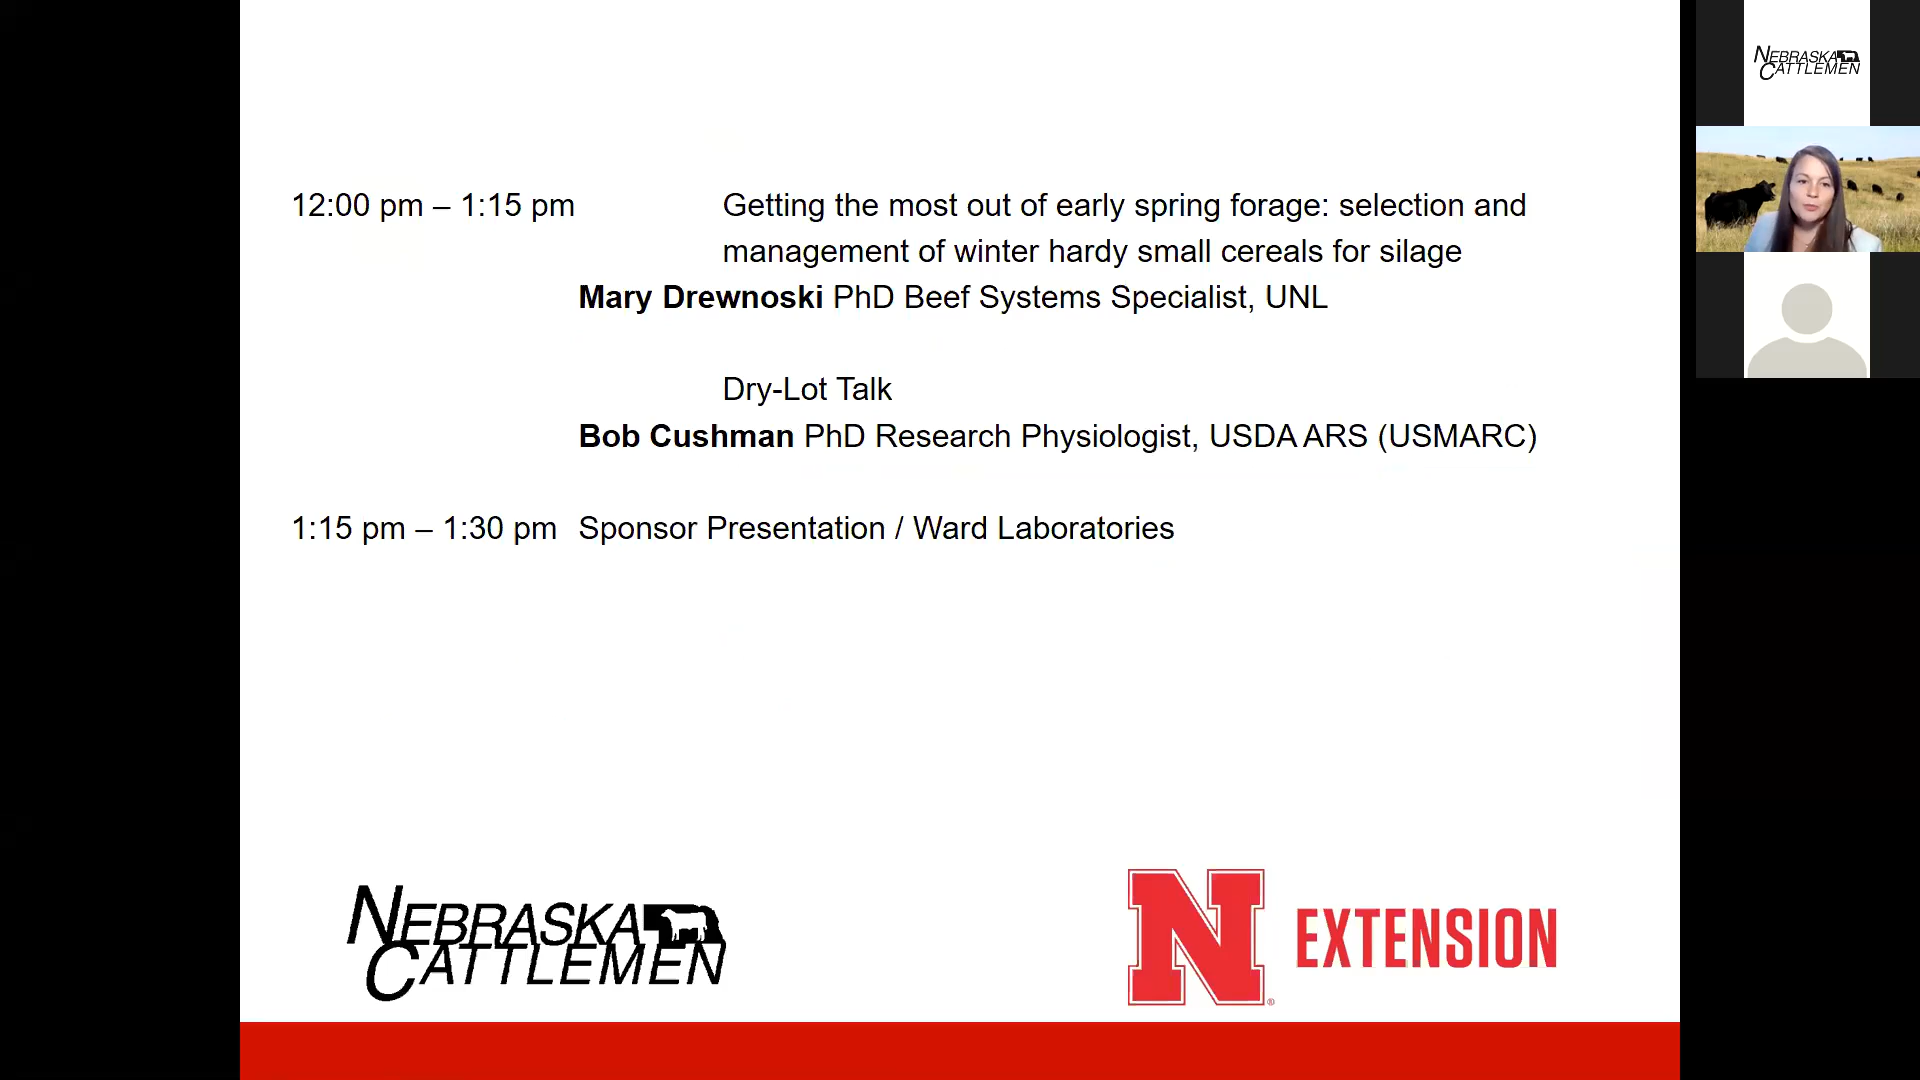 12:00 pm – 1:15 pm Getting the most out of early spring forage: selection and
management of winter hardy small cereals for silage
Mary Drewnoski PhD Beef Systems Specialist, UNL
Dry-Lot Talk
Bob Cushman PhD Research Physiologist, USDA ARS (USMARC)
1:15 pm – 1:30 pm Sponsor Presentation / Ward Laboratories
NEBRASKA
CATTLEMEN
N® EXTENSION
NEBRASKA
CATTLEMEN